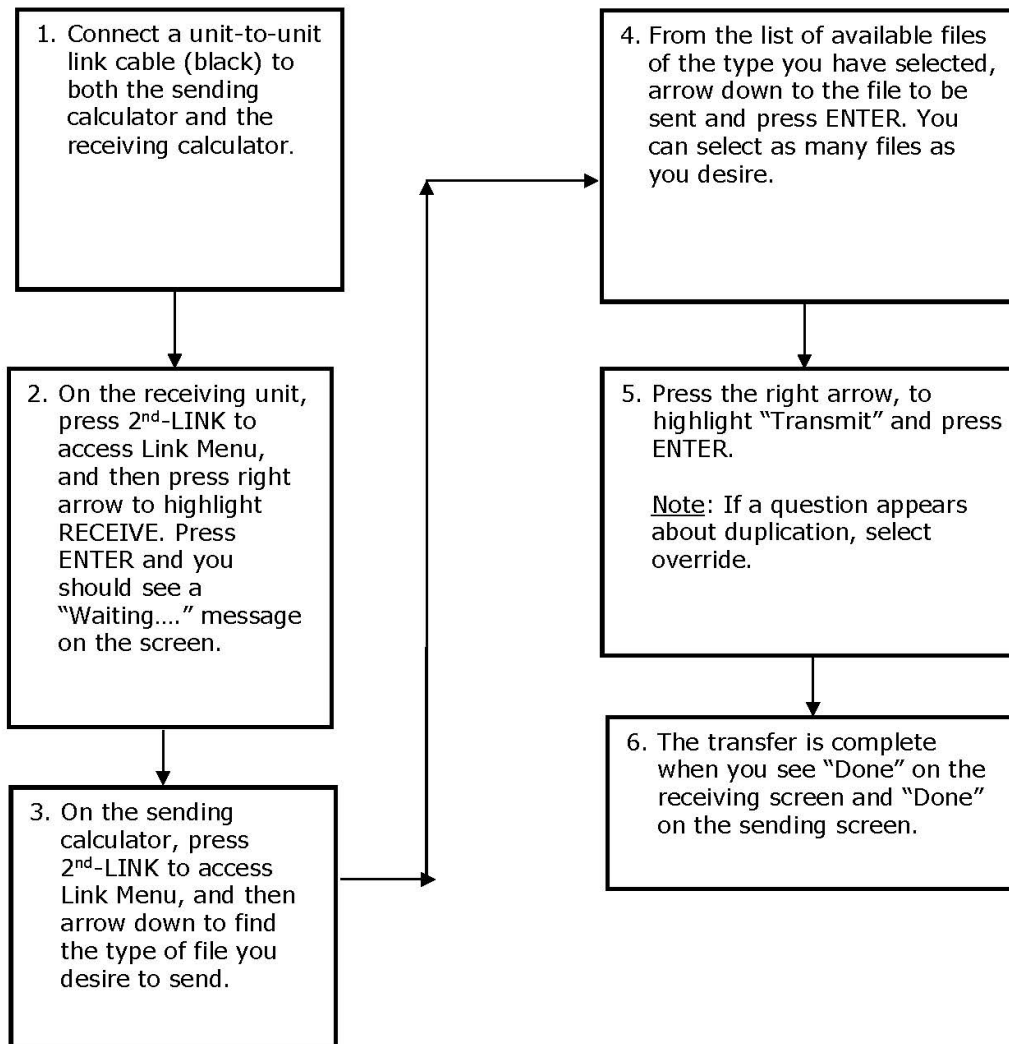 1. Connect a unit-to-unit
link cable (black) to
both the sending
calculator and the
receiving calculator.
2. On the receiving unit,
press 2nd-LINK to
access Link Menu,
and then press right
arrow to highlight
RECEIVE. Press
ENTER and you
should see a
“Waiting....” message
on the screen.
3. On the sending
calculator, press
2nd-LINK to access
Link Menu, and then
arrow down to find
the type of file you
desire to send.
4. From the list of available files
of the type you have selected,
arrow down to the file to be
sent and press ENTER. You
can select as many files as
you desire.
5. Press the right arrow, to
highlight “Transmit” and press
ENTER.
Note: If a question appears
about duplication, select
override.
6. The transfer is complete
when you see “Done” on the
receiving screen and “Done”
on the sending screen.